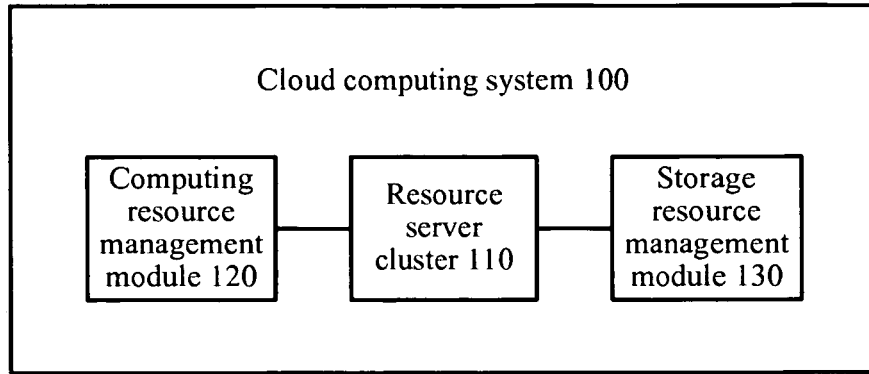 Cloud computing system 100
Computing
resource
management
module 120
Resource
server
cluster 110
Storage
resource
management
module 130